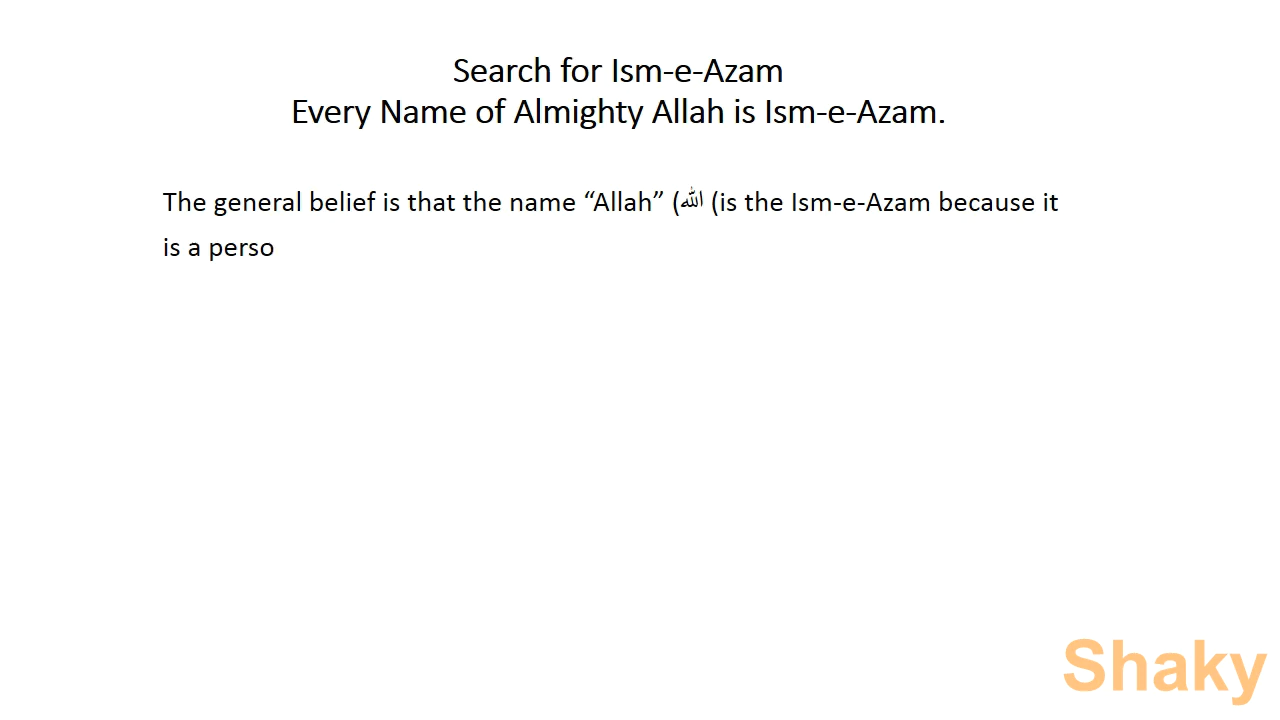 Search for Ism-e-Azam
Every Name of Almighty Allah is Ism-e-Azam.
The general belief is that the name “Allah” (الله (is the Ism-e-Azam because it
is a perso
Shaky